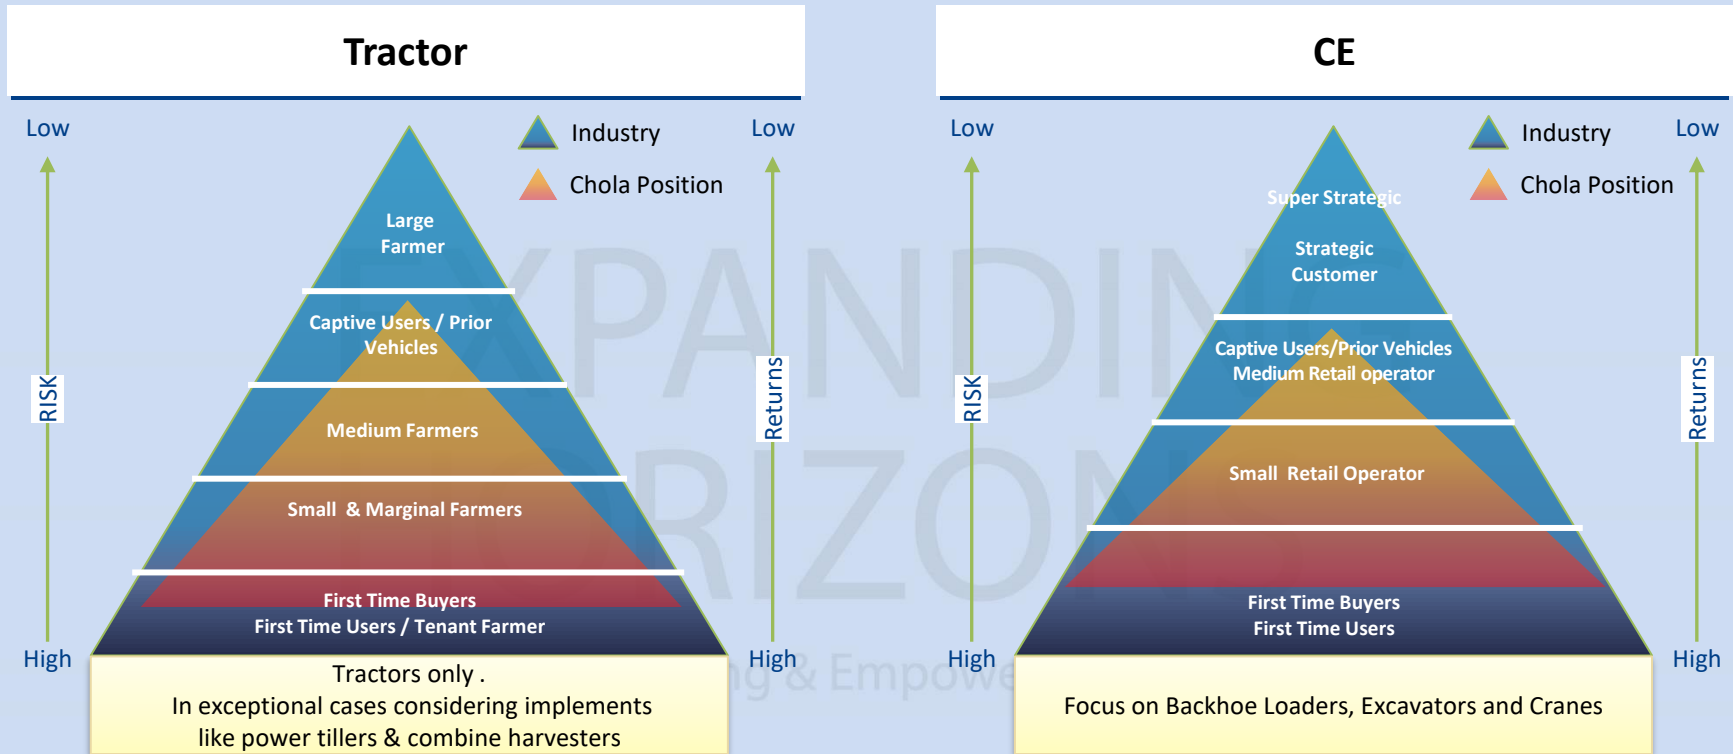 Tractor
Low
Low
Industry
Chola Position
Large
Farmer
Captive Users / Prior
Vehicles
RISK
Returns
Medium Farmers
Small & Marginal Farmers
First Time Buyers
First Time Users / Tenant Farmer
High
High
Tractors only .
In exceptional cases considering implements
like power tillers & combine harvesters
CE
Low
Low
Industry
Chola Position
Super Strategic
Strategic
Customer
Captive Users/Prior Vehicles
Medium Retail operator
RISK
Returns
Small Retail Operator
First Time Buyers
First Time Users
High
High
Focus on Backhoe Loaders, Excavators and Cranes
EXPANDING
HORIZONS
ng & Empowe